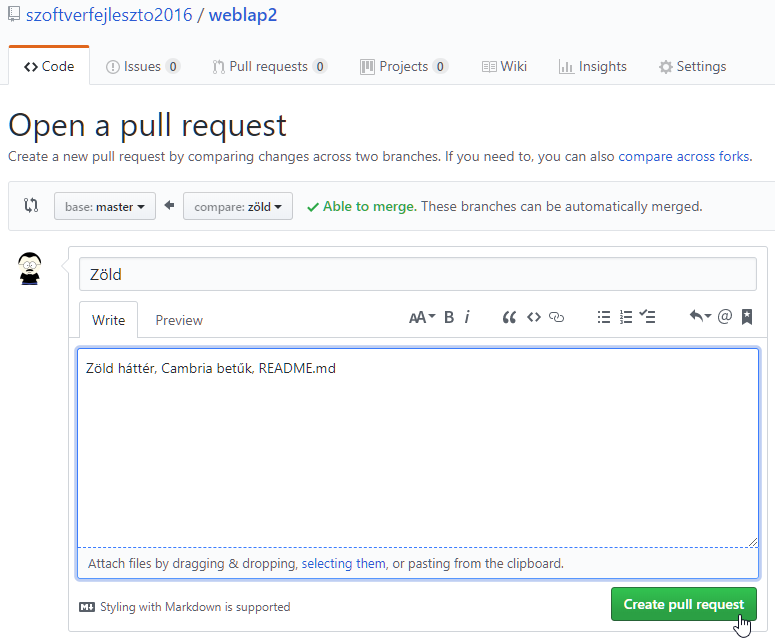 szoftverfejleszto2016 / weblap2
Code Issues 0 Pull requests 0 Projects 0 Wiki Insights Settings
Open a pull request
Create a new pull request by comparing changes across two branches. If you need to, you can also compare across forks.
base: master compare: zöld Able to merge. These branches can be automatically merged.
Zöld
Write Preview AA B i @
Zöld háttér, Cambria betűk, README.md
Attach files by dragging & dropping, selecting them, or pasting from the clipboard.
Styling with Markdown is supported Create pull request